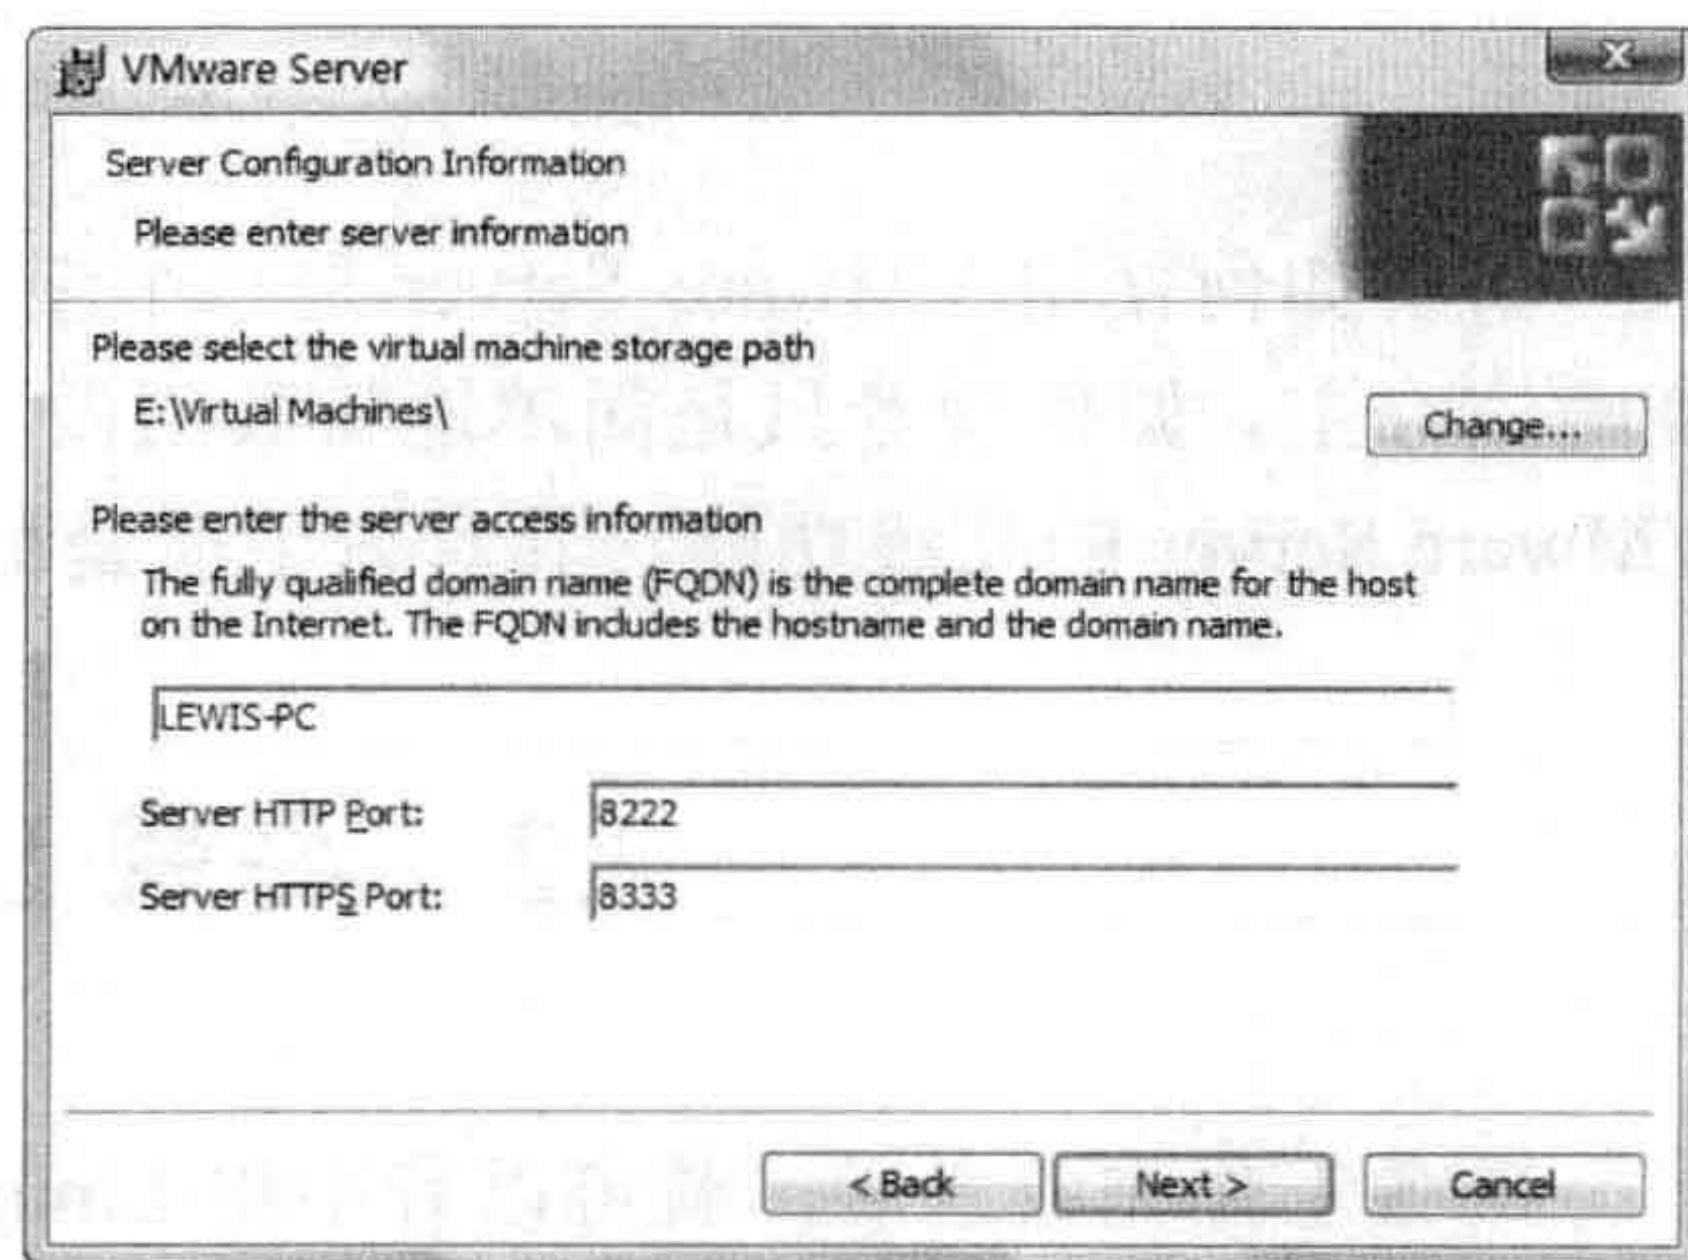 VMware Server
X
Server Configuration Information
Please enter server information
Please select the virtual machine storage path
E:\Virtual Machines\
Change...
Please enter the server access information
The fully qualified domain name (FQDN) is the complete domain name for the host
on the Internet. The FQDN includes the hostname and the domain name.
LEWIS-PC
Server HTTP Port: 8222
Server HTTPS Port: 8333
< Back Next > Cancel